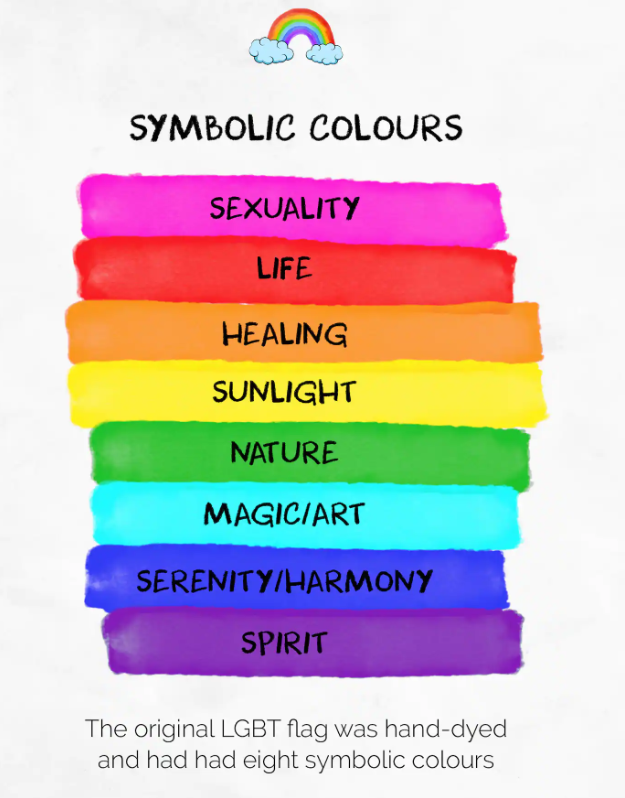 SYMBOLIC COLOURS
SEXUALITY
LIFE
HEALING
SUNLIGHT
NATURE
MAGIC/ART
SERENITY/HARMONY
SPIRIT
The original LGBT flag was hand-dyed
and had had eight symbolic colours